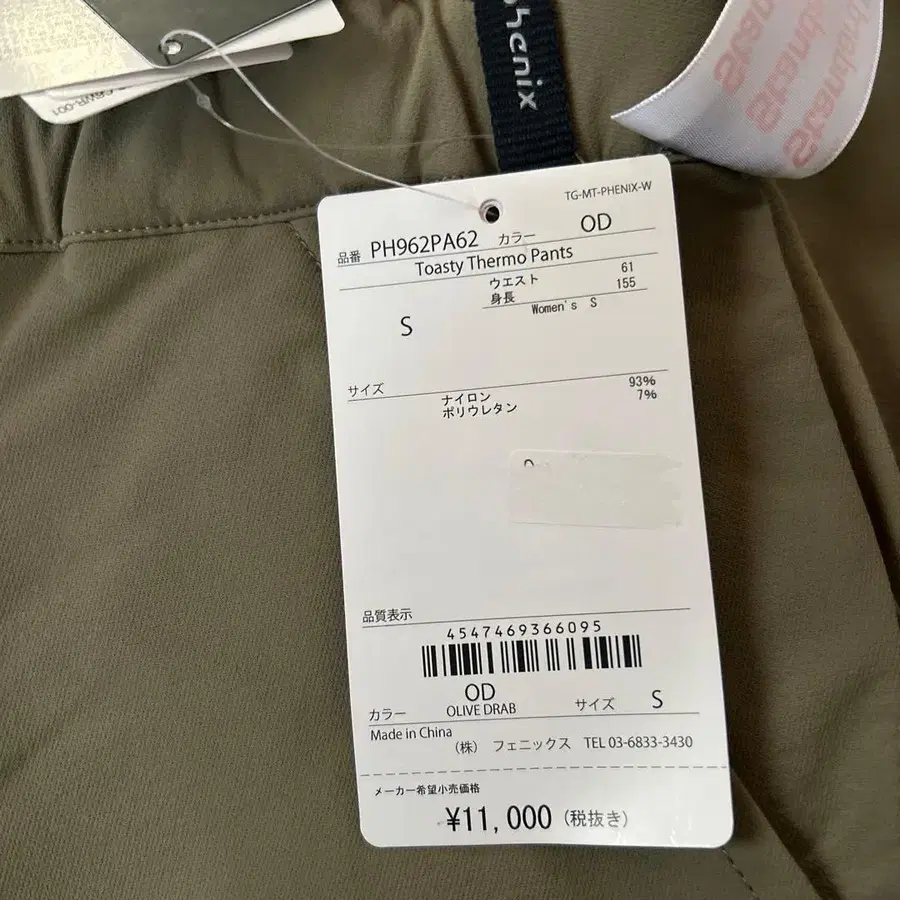 phenix
C6WR-001
TG-MT-PHENIX-W
品番 PH962PA62 カラー OD
Toasty Thermo Pants
ウエスト 61
身長 155
Women's S
S
サイズ
ナイロン 93%
ポリウレタン 7%
品質表示
4547469366095
OD
カラー OLIVE DRAB サイズ S
Made in China
(株) フェニックス TEL 03-6833-3430
メーカー希望小売価格
¥11,000 (税抜き)